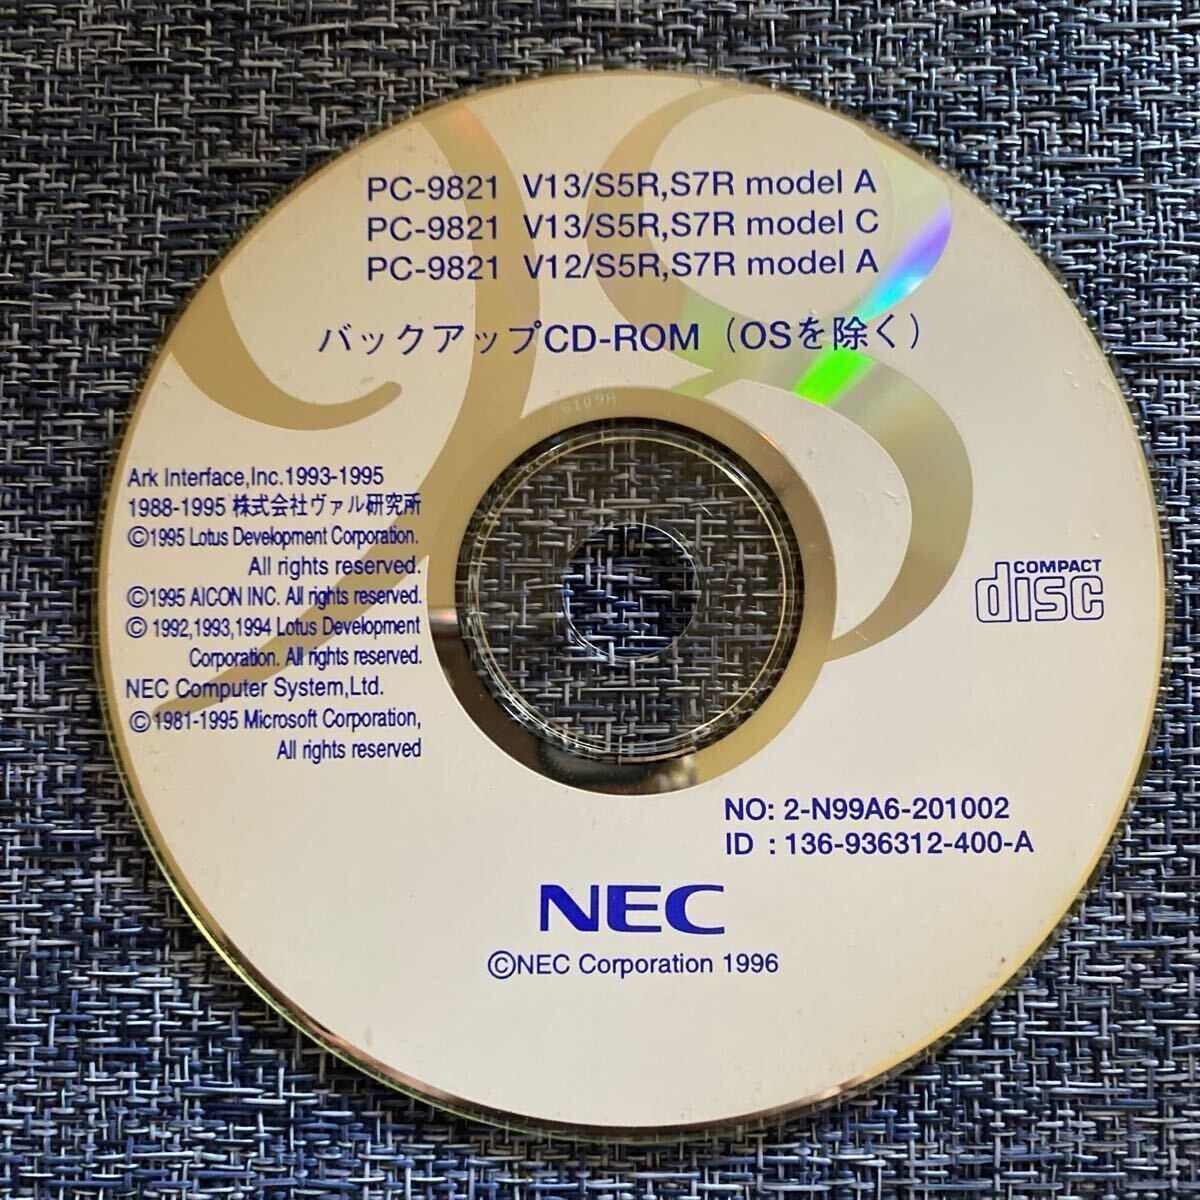 PC-9821 V13/S5R,S7R model A
PC-9821 V13/S5R,S7R model C
PC-9821 V12/S5R,S7R model A
バックアップCD-ROM（OSを除く）
Ark Interface,Inc.1993-1995
1988-1995 株式会社ヴァル研究所
©1995 Lotus Development Corporation.
All rights reserved.
©1995 AICON INC. All rights reserved.
© 1992,1993,1994 Lotus Development
Corporation. All rights reserved.
NEC Computer System,Ltd.
©1981-1995 Microsoft Corporation,
All rights reserved
COMPACT
disc
NO: 2-N99A6-201002
ID : 136-936312-400-A
NEC
©NEC Corporation 1996